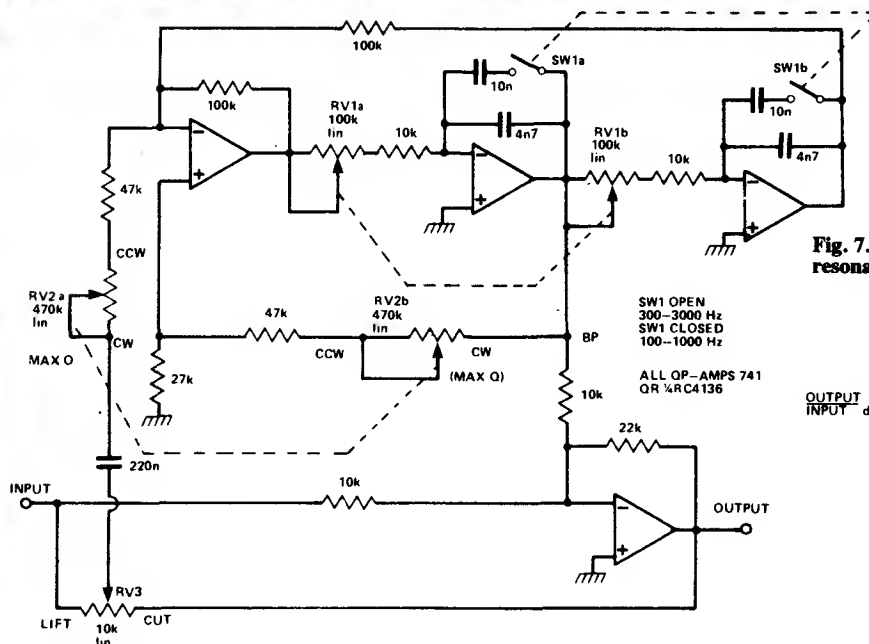 100k
100k
RV1a
100k
lin
10k
10n
SW1a
4n7
RV1b
100k
lin
10k
10n
SW1b
4n7
47k
CCW
RV2a
470k
lin
CW
MAX Q
27k
47k
CCW
RV2b
470k
lin
CW
(MAX Q)
BP
Fig. 7.
resona
SW1 OPEN
300–3000 Hz
SW1 CLOSED
100–1000 Hz
ALL OP–AMPS 741
OR ¼RC4136
OUTPUT
INPUT d
10k
22k
220n
INPUT
10k
OUTPUT
RV3
LIFT
CUT
10k
lin